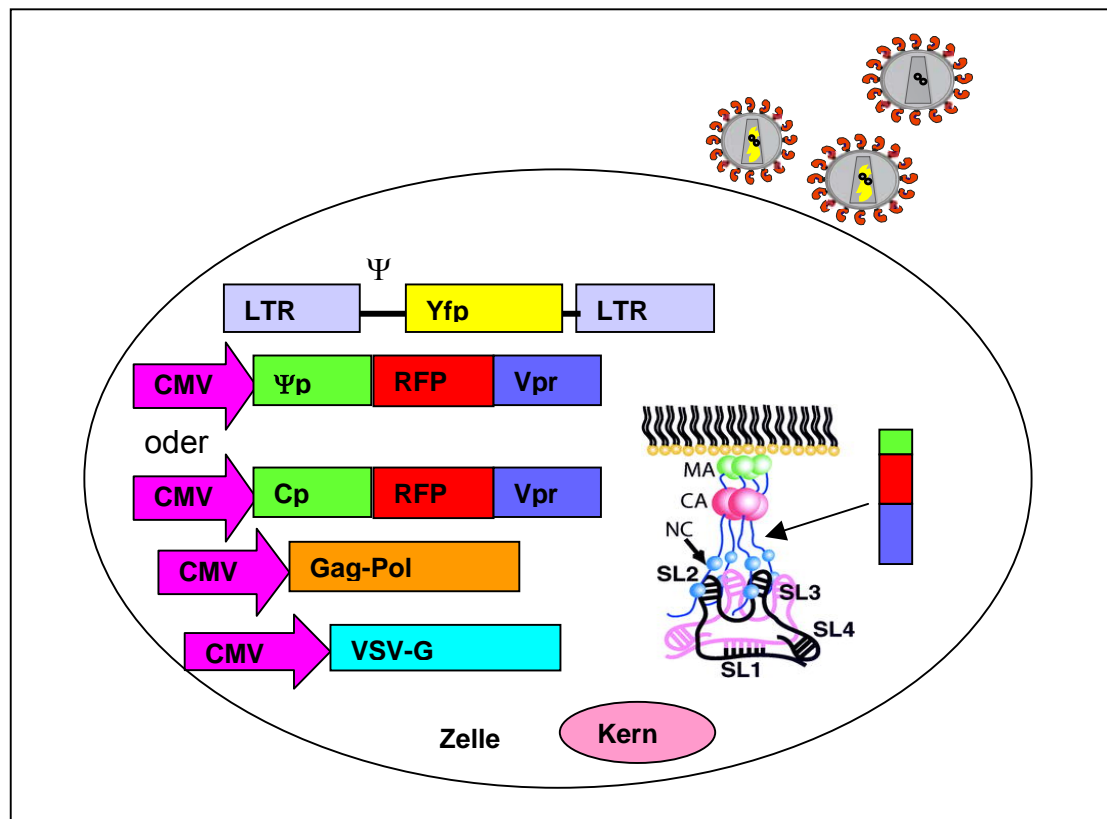 Ψ
LTR Yfp LTR
CMV Ψp RFP Vpr
oder
CMV Cp RFP Vpr
CMV Gag-Pol
CMV VSV-G
MA
CA
NC
SL2
SL3
SL4
SL1
Zelle
Kern